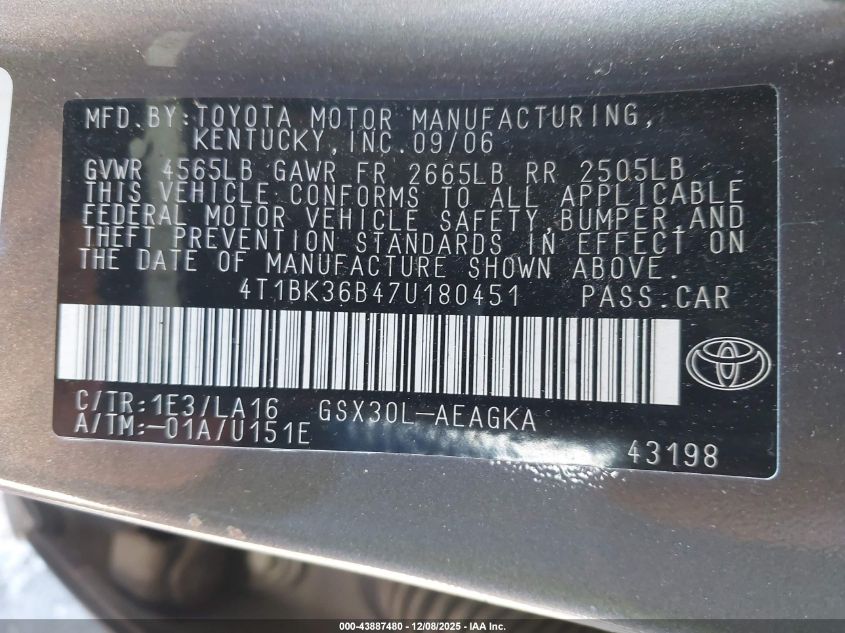 MFD.BY:TOYOTA MOTOR MANUFACTURING,
KENTUCKY,INC.09/06
GVWR 4565LB GAWR FR 2665LB RR 2505LB
THIS VEHICLE CONFORMS TO ALL APPLICABLE
FEDERAL MOTOR VEHICLE SAFETY,BUMPER,AND
THEFT PREVENTION STANDARDS IN EFFECT ON
THE DATE OF MANUFACTURE SHOWN ABOVE.
4T1BK36B47U180451 PASS.CAR
C/TR:1E3/LA16 GSX30L-AEAGKA
A/TM:-01A/U151E
43198
000-43887480 - 12/08/2025 - IAA Inc.